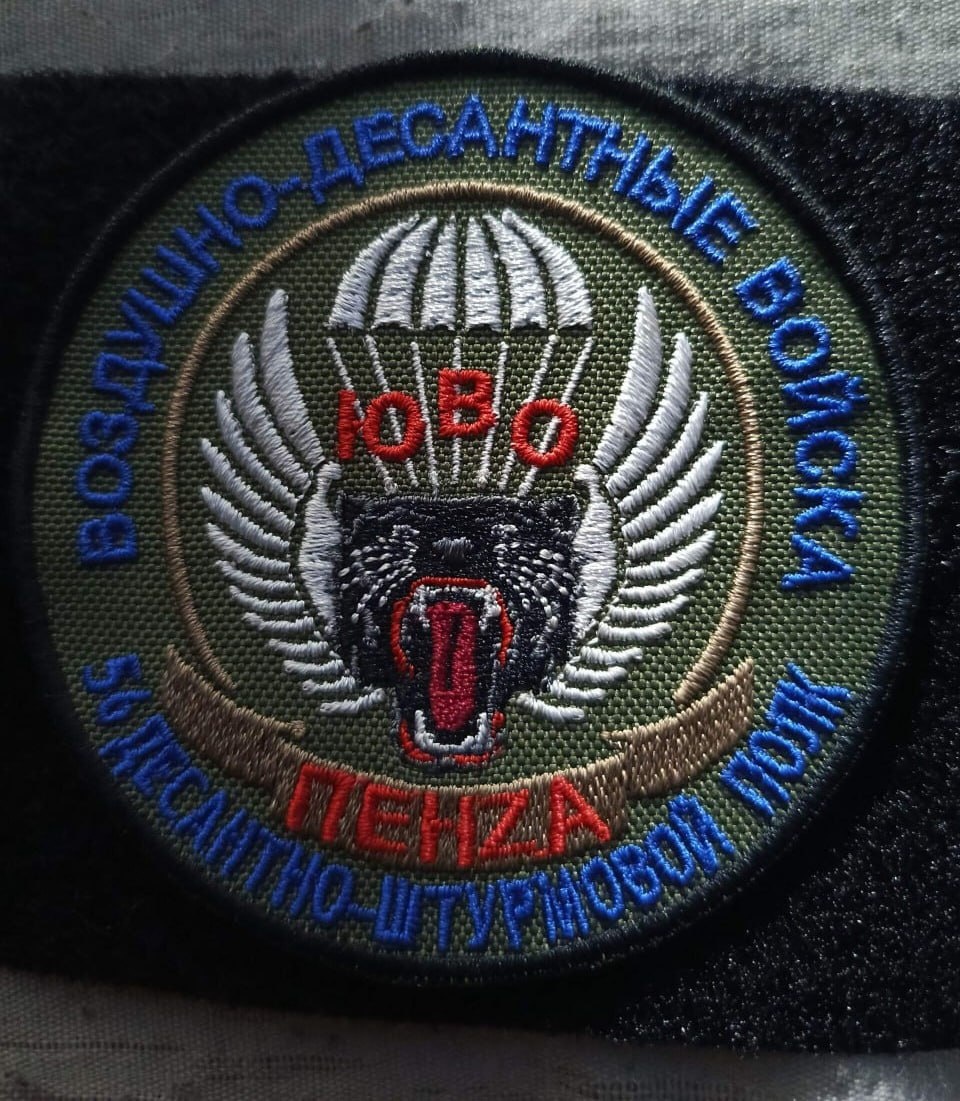 ВОЗДУШНО-ДЕСАНТНЫЕ ВОЙСКА
ЮВО
ПЕНZА
56 ДЕСАНТНО-ШТУРМОВОЙ ПОЛК